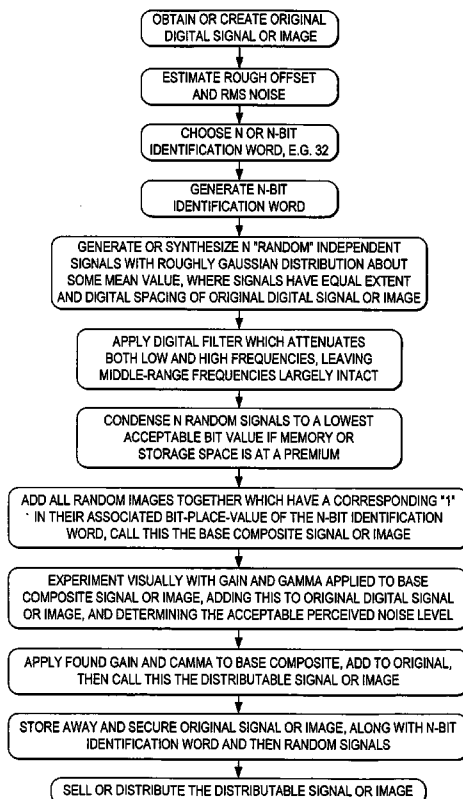 OBTAIN OR CREATE ORIGINAL
DIGITAL SIGNAL OR IMAGE
ESTIMATE ROUGH OFFSET
AND RMS NOISE
CHOOSE N OR N-BIT
IDENTIFICATION WORD, E.G. 32
GENERATE N-BIT
IDENTIFICATION WORD
GENERATE OR SYNTHESIZE N "RANDOM" INDEPENDENT
SIGNALS WITH ROUGHLY GAUSSIAN DISTRIBUTION ABOUT
SOME MEAN VALUE, WHERE SIGNALS HAVE EQUAL EXTENT
AND DIGITAL SPACING OF ORIGINAL DIGITAL SIGNAL OR IMAGE
APPLY DIGITAL FILTER WHICH ATTENUATES
BOTH LOW AND HIGH FREQUENCIES, LEAVING
MIDDLE-RANGE FREQUENCIES LARGELY INTACT
CONDENSE N RANDOM SIGNALS TO A LOWEST
ACCEPTABLE BIT VALUE IF MEMORY OR
STORAGE SPACE IS AT A PREMIUM
ADD ALL RANDOM IMAGES TOGETHER WHICH HAVE A CORRESPONDING "1"
IN THEIR ASSOCIATED BIT-PLACE-VALUE OF THE N-BIT IDENTIFICATION
WORD, CALL THIS THE BASE COMPOSITE SIGNAL OR IMAGE
EXPERIMENT VISUALLY WITH GAIN AND GAMMA APPLIED TO BASE
COMPOSITE SIGNAL OR IMAGE, ADDING THIS TO ORIGINAL DIGITAL SIGNAL
OR IMAGE, AND DETERMINING THE ACCEPTABLE PERCEIVED NOISE LEVEL
APPLY FOUND GAIN AND CAMMA TO BASE COMPOSITE, ADD TO ORIGINAL,
THEN CALL THIS THE DISTRIBUTABLE SIGNAL OR IMAGE
STORE AWAY AND SECURE ORIGINAL SIGNAL OR IMAGE, ALONG WITH N-BIT
IDENTIFICATION WORD AND THEN RANDOM SIGNALS
SELL OR DISTRIBUTE THE DISTRIBUTABLE SIGNAL OR IMAGE